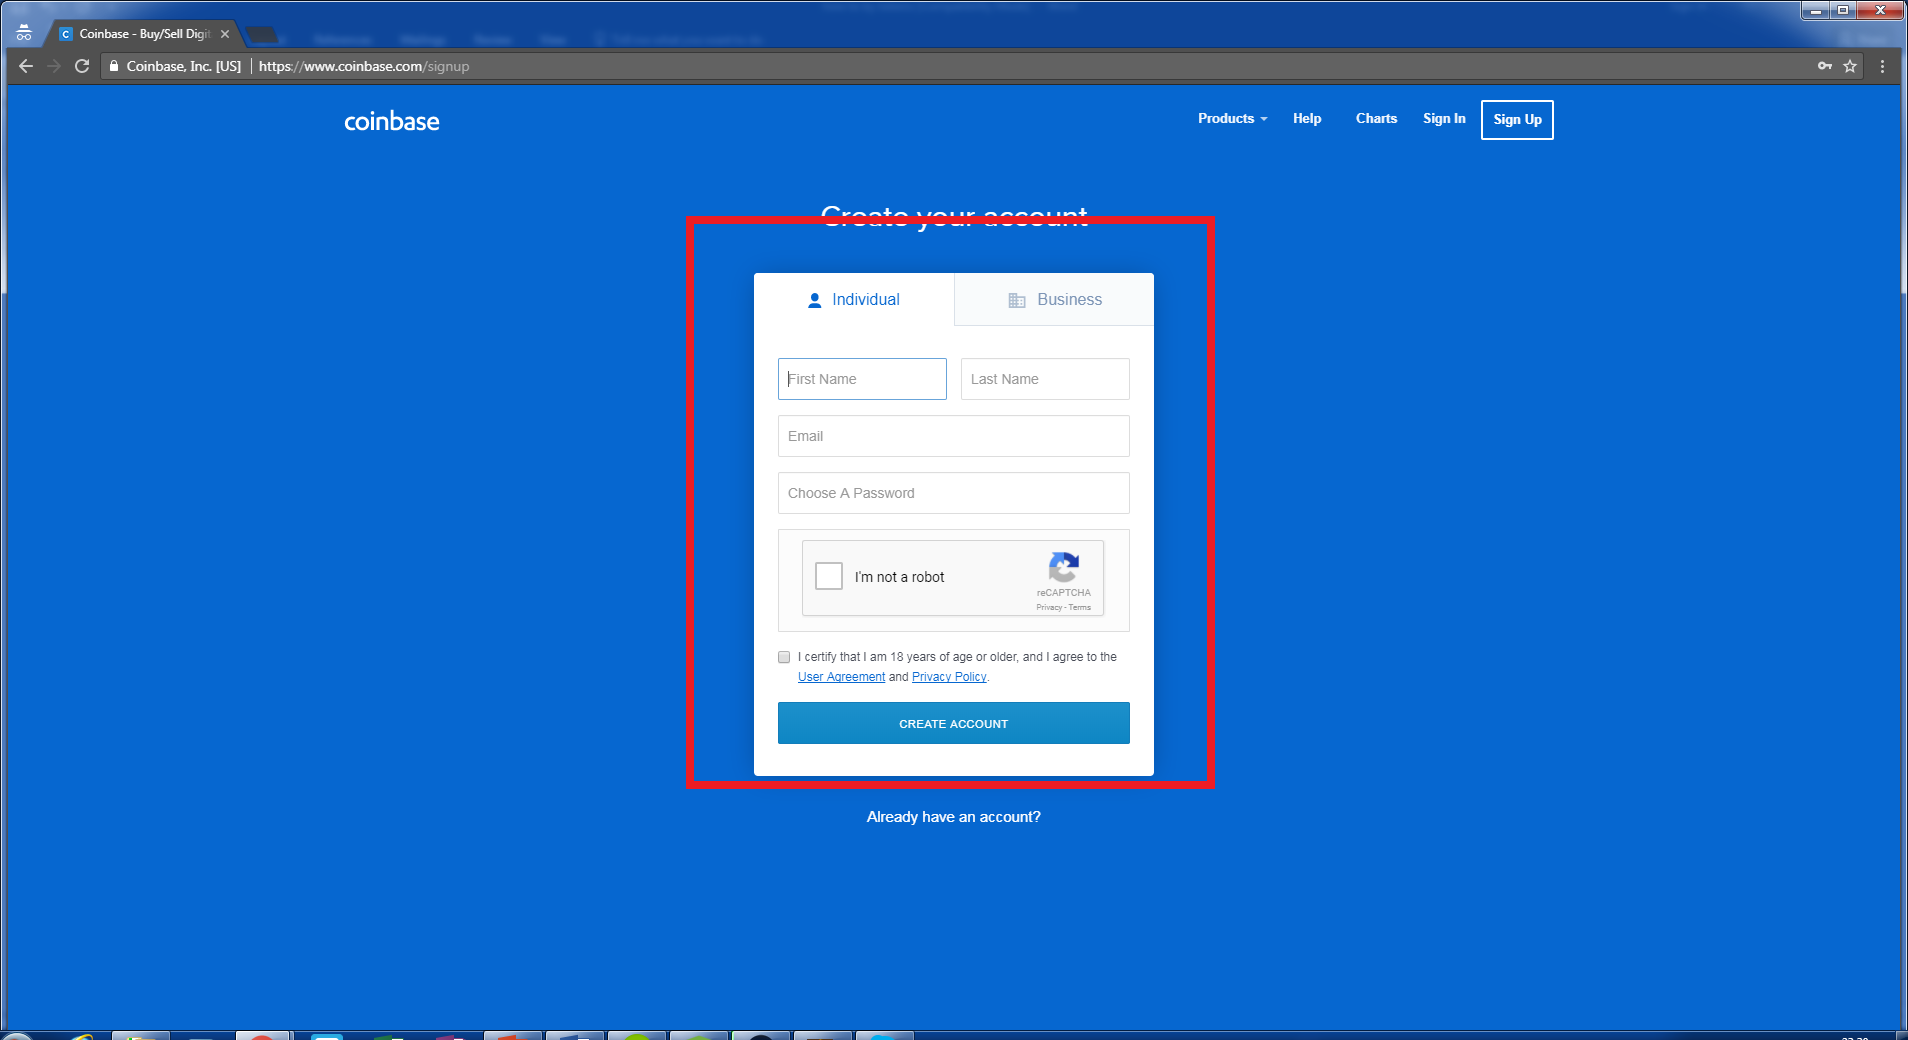 Coinbase - Buy/Sell Digit
Coinbase, Inc. [US] https://www.coinbase.com/signup
coinbase
Products Help Charts Sign In Sign Up
Create your account
Individual Business
First Name Last Name
Email
Choose A Password
I'm not a robot
reCAPTCHA
Privacy - Terms
I certify that I am 18 years of age or older, and I agree to the
User Agreement and Privacy Policy.
CREATE ACCOUNT
Already have an account?